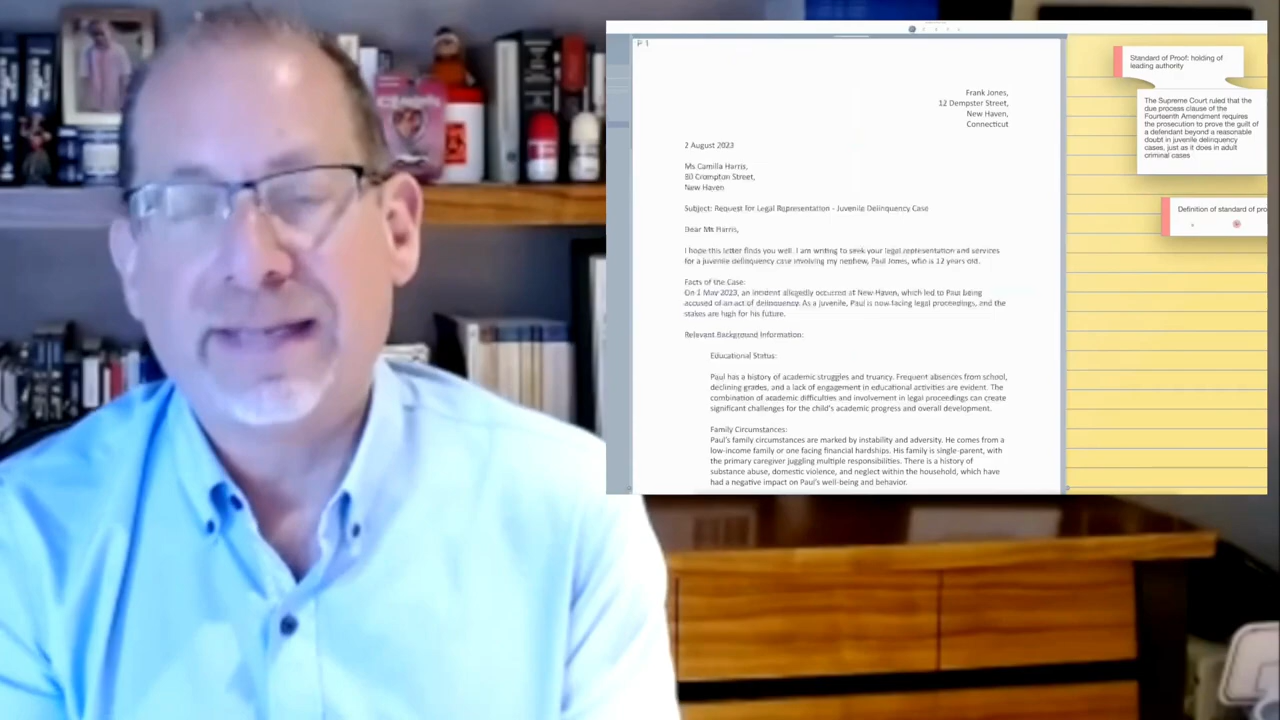 Frank Jones,
12 Dempster Street,
New Haven,
Connecticut
2 August 2023
Ms Camilla Harris,
Crompton Street,
New Haven
Subject: Request for Legal Representation - Juvenile Delinquency Case
Dear Ms Harris,
I hope this letter finds you well. I am writing to seek your legal representation and services
for a juvenile delinquency case involving my nephew, Paul Jones, who is 12 years old.
Facts of the Case:
On 1 May 2023, an incident allegedly occurred at New Haven, which led to Paul being
accused of an act of delinquency. As a juvenile, Paul is now facing legal proceedings, and the
stakes are high for his future.
Relevant Background Information:
Educational Status:
Paul has a history of academic struggles and truancy. Frequent absences from school,
declining grades, and a lack of engagement in educational activities are evident. The
combination of academic difficulties and involvement in legal proceedings can create
significant challenges for the child's academic progress and overall development.
Family Circumstances:
Paul's family circumstances are marked by instability and adversity. He comes from a
low-income family or one facing financial hardships. His family is single-parent, with
the primary caregiver juggling multiple responsibilities. There is a history of
substance abuse, domestic violence, and neglect within the household, which have
had a negative impact on Paul's well-being and behavior.
Standard of Proof: holding of
leading authority
The Supreme Court ruled that the
due process clause of the
Fourteenth Amendment requires
the prosecution to prove the guilt of
a defendant beyond a reasonable
doubt in juvenile delinquency
cases, just as it does in adult
criminal cases
Definition of standard of pro